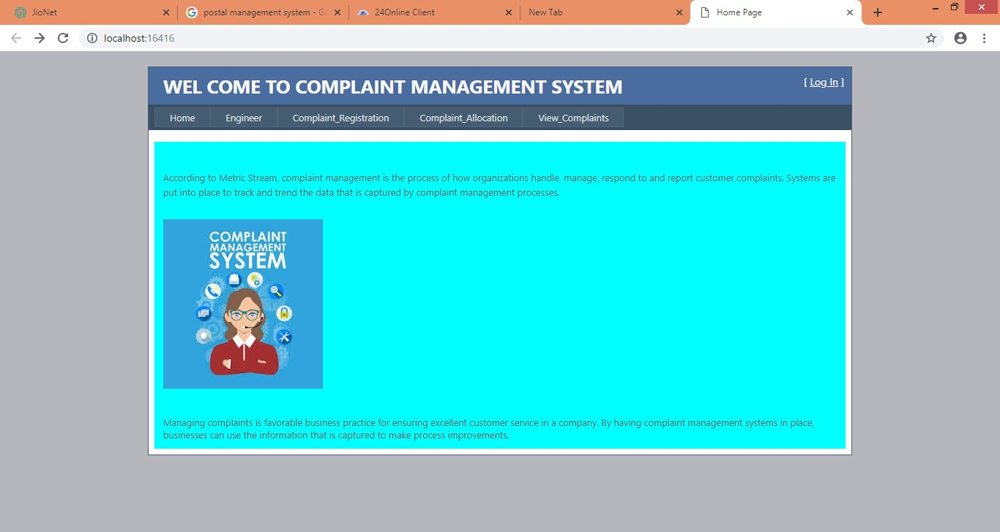 JioNet
postal management system - G
24Online Client
New Tab
Home Page
localhost:16416
WEL COME TO COMPLAINT MANAGEMENT SYSTEM
[ Log In ]
Home
Engineer
Complaint_Registration
Complaint_Allocation
View_Complaints
According to Metric Stream, complaint management is the process of how organizations handle, manage, respond to and report customer complaints. Systems are
put into place to track and trend the data that is captured by complaint management processes.
COMPLAINT
MANAGEMENT
SYSTEM
Managing complaints is favorable business practice for ensuring excellent customer service in a company. By having complaint management systems in place,
businesses can use the information that is captured to make process improvements.